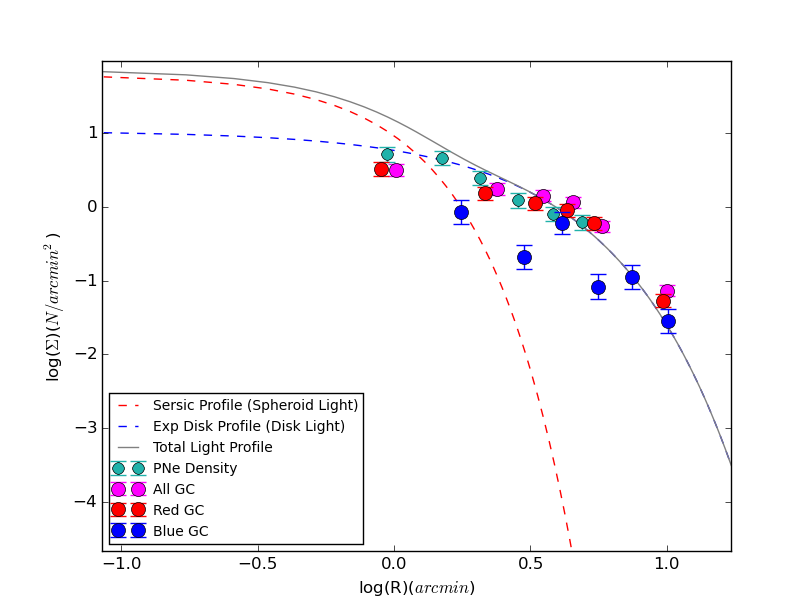 1
0
−1
−2
−3
−4
log(Σ)(N/arcmin²)
Sersic Profile (Spheroid Light)
Exp Disk Profile (Disk Light)
Total Light Profile
PNe Density
All GC
Red GC
Blue GC
−1.0 −0.5 0.0 0.5 1.0
log(R)(arcmin)